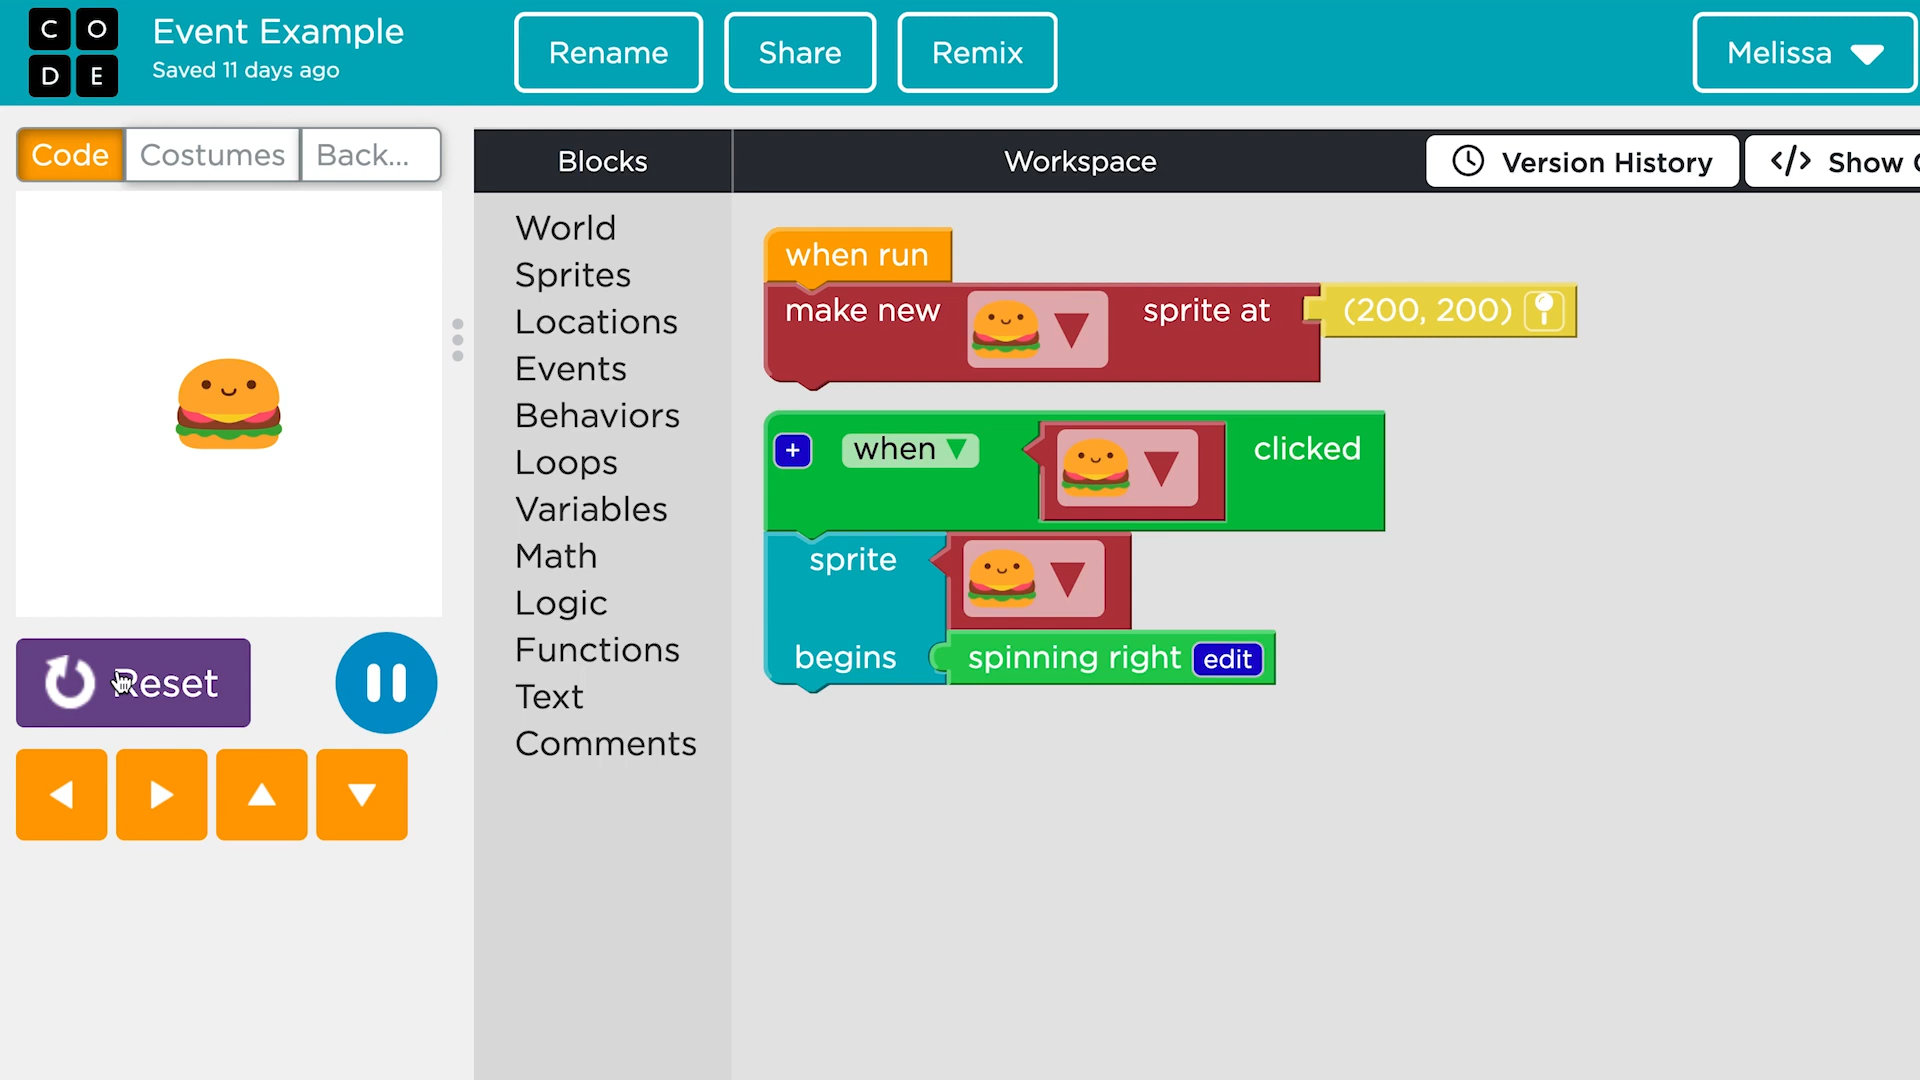 C O
D E
Event Example
Saved 11 days ago
Rename
Share
Remix
Melissa
Code
Costumes
Back...
Blocks
Workspace
Version History
</> Show
World
Sprites
Locations
Events
Behaviors
Loops
Variables
Math
Logic
Functions
Text
Comments
when run
make new sprite at (200, 200)
+ when clicked
sprite
begins spinning right edit
Reset